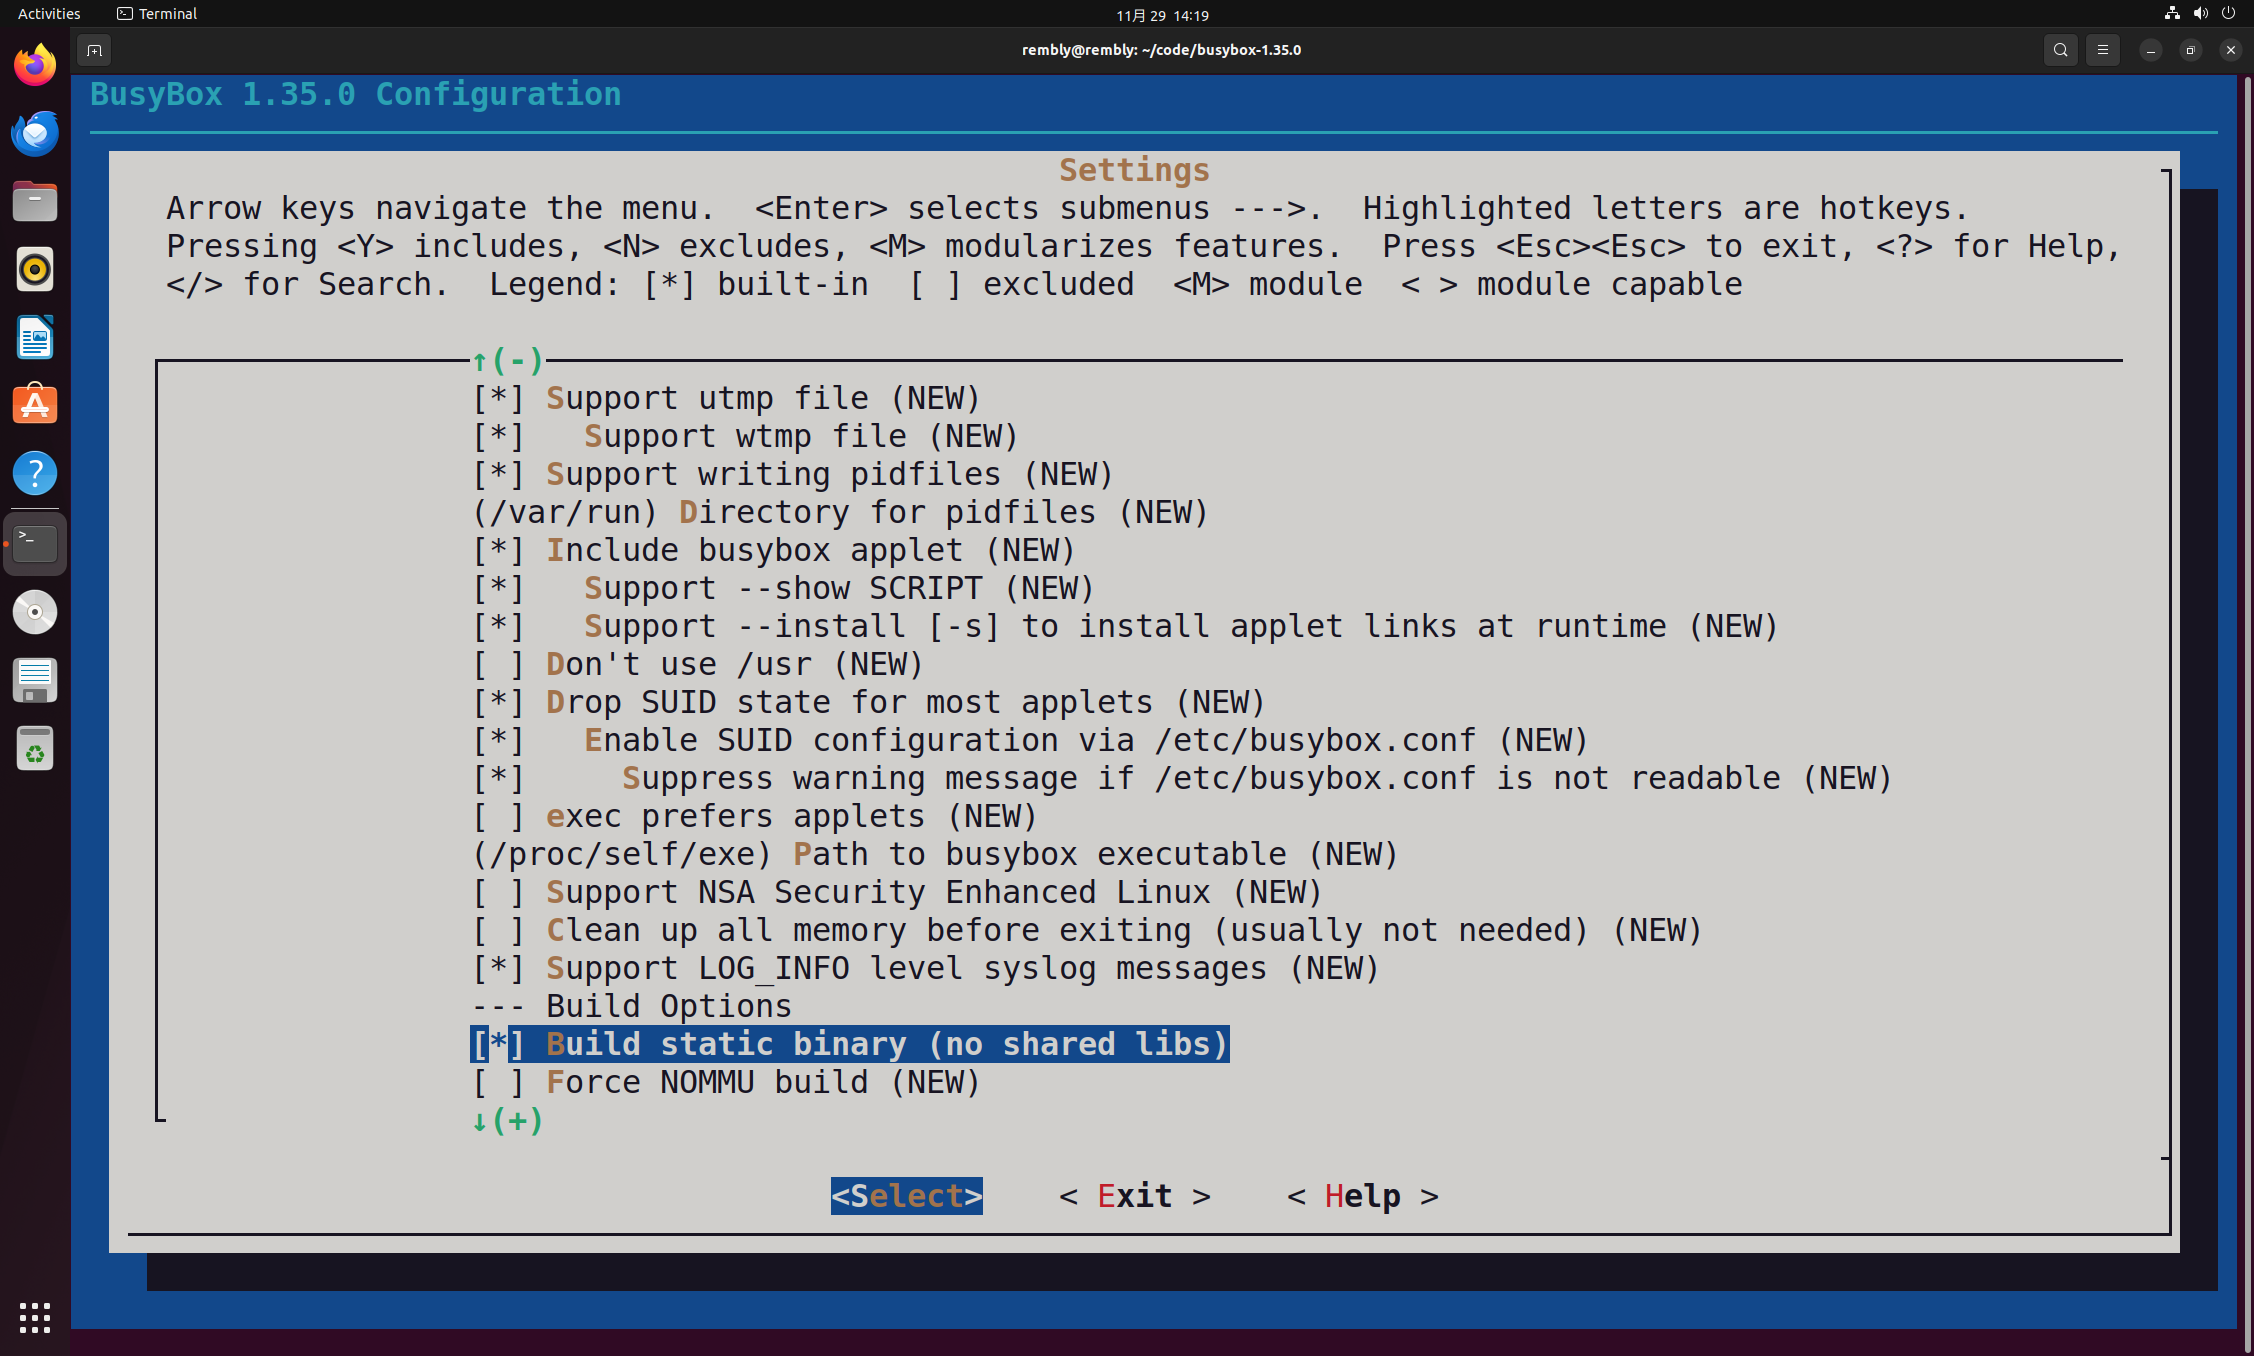 Activities
Terminal
11月 29 14:19
rembly@rembly: ~/code/busybox-1.35.0
BusyBox 1.35.0 Configuration
Settings
Arrow keys navigate the menu.  <Enter> selects submenus --->.  Highlighted letters are hotkeys.
Pressing <Y> includes, <N> excludes, <M> modularizes features.  Press <Esc><Esc> to exit, <?> for Help,
</> for Search.  Legend: [*] built-in  [ ] excluded  <M> module  < > module capable
↑(-)
[*] Support utmp file (NEW)
[*]   Support wtmp file (NEW)
[*] Support writing pidfiles (NEW)
(/var/run) Directory for pidfiles (NEW)
[*] Include busybox applet (NEW)
[*]   Support --show SCRIPT (NEW)
[*]   Support --install [-s] to install applet links at runtime (NEW)
[ ] Don't use /usr (NEW)
[*] Drop SUID state for most applets (NEW)
[*]   Enable SUID configuration via /etc/busybox.conf (NEW)
[*]     Suppress warning message if /etc/busybox.conf is not readable (NEW)
[ ] exec prefers applets (NEW)
(/proc/self/exe) Path to busybox executable (NEW)
[ ] Support NSA Security Enhanced Linux (NEW)
[ ] Clean up all memory before exiting (usually not needed) (NEW)
[*] Support LOG_INFO level syslog messages (NEW)
--- Build Options
[*] Build static binary (no shared libs)
[ ] Force NOMMU build (NEW)
↓(+)
<Select>    < Exit >    < Help >